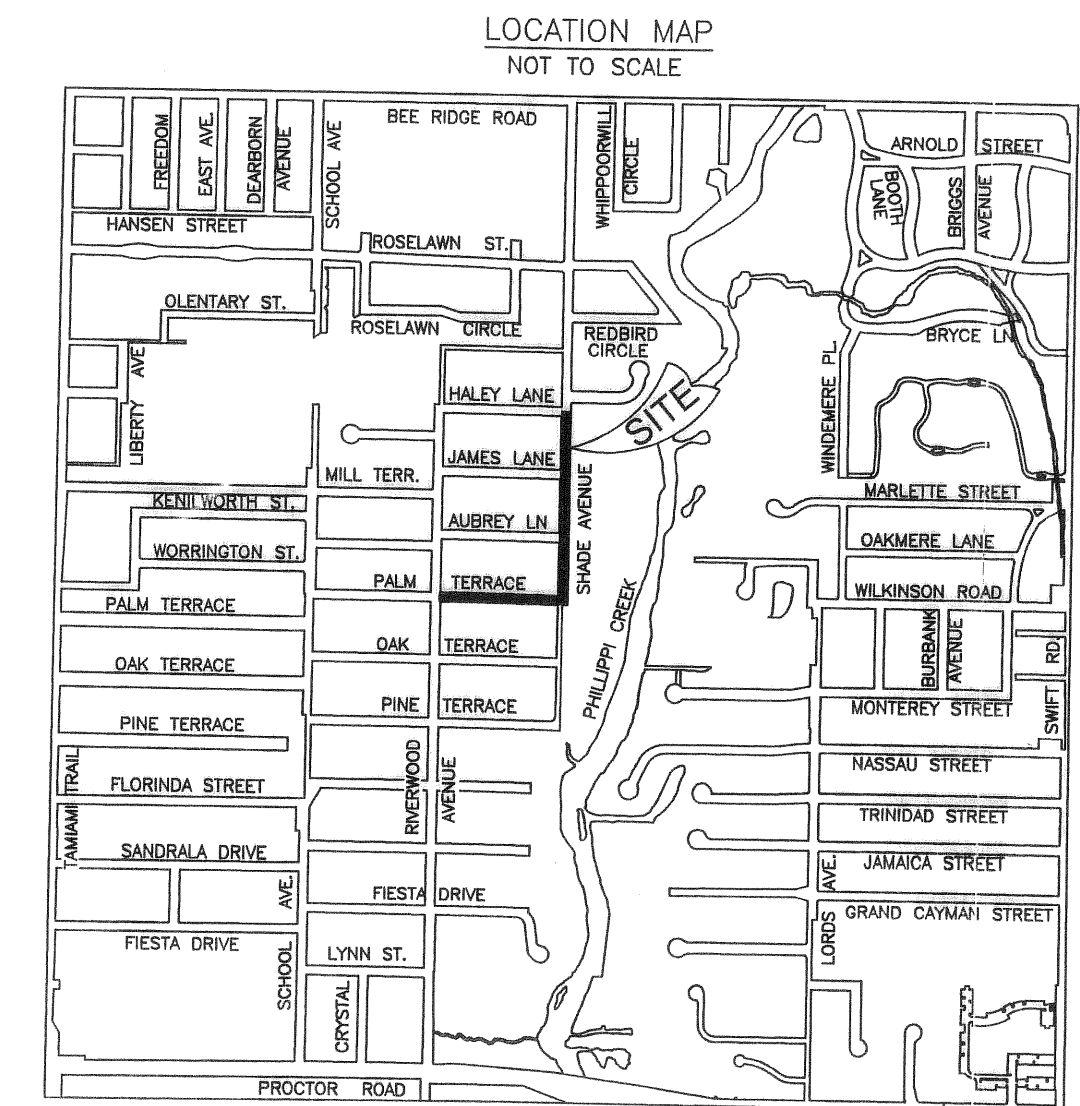 LOCATION MAP
NOT TO SCALE
BEE RIDGE ROAD
FREEDOM
EAST AVE.
DEARBORN
AVENUE
SCHOOL AVE
WHIPPOORWILL
CIRCLE
ARNOLD STREET
BOOTH
LANE
BRIGGS
AVENUE
HANSEN STREET
ROSELAWN ST.
OLENTARY ST.
ROSELAWN CIRCLE
REDBIRD
CIRCLE
BRYCE LN
LIBERTY AVE
HALEY LANE
SITE
WINDEMERE PL.
JAMES LANE
MILL TERR.
SHADE AVENUE
MARLETTE STREET
KENILWORTH ST.
AUBREY LN
OAKMERE LANE
WORRINGTON ST.
PALM TERRACE
WILKINSON ROAD
PALM TERRACE
PHILLIPPI CREEK
BURBANK
AVENUE
SWIFT RD.
OAK TERRACE
OAK TERRACE
PINE TERRACE
MONTEREY STREET
PINE TERRACE
TAMIAMI TRAIL
RIVERWOOD
AVENUE
NASSAU STREET
FLORINDA STREET
TRINIDAD STREET
SANDRALA DRIVE
JAMAICA STREET
SCHOOL AVE.
FIESTA DRIVE
LORDS AVE.
GRAND CAYMAN STREET
FIESTA DRIVE
LYNN ST.
CRYSTAL
PROCTOR ROAD